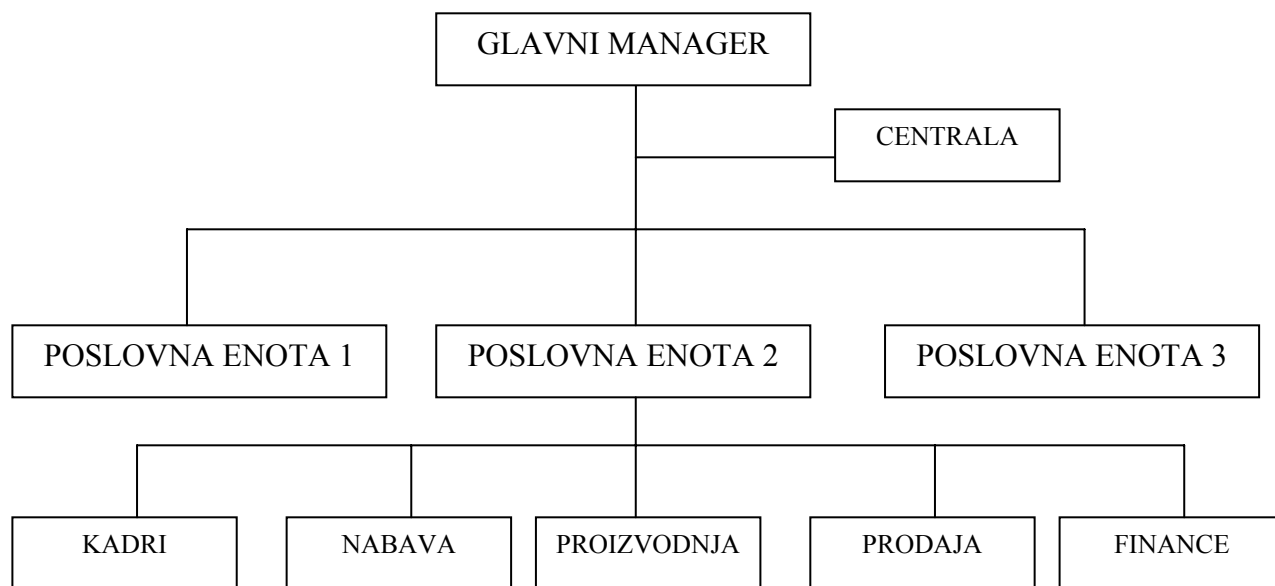 GLAVNI MANAGER
CENTRALA
POSLOVNA ENOTA 1
POSLOVNA ENOTA 2
POSLOVNA ENOTA 3
KADRI
NABAVA
PROIZVODNJA
PRODAJA
FINANCE